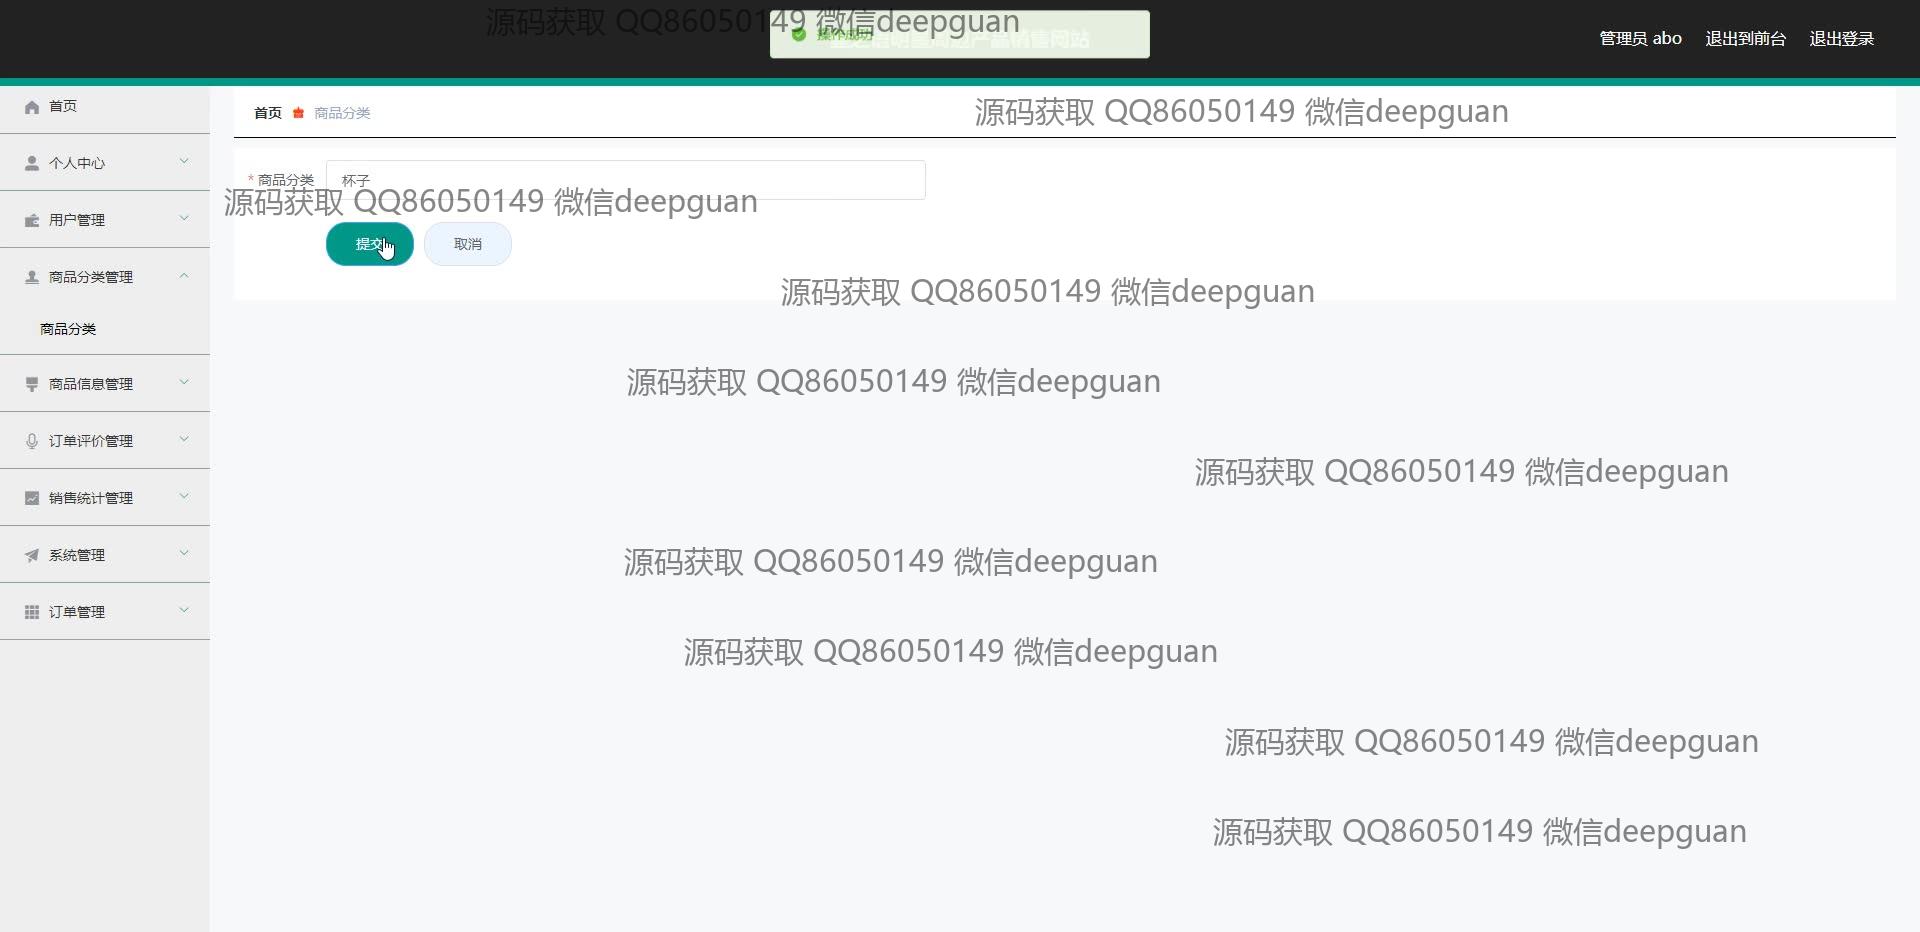 源码获取 QQ86050149 微信deepguan
操作成功
产品销售网站
管理员 abo
退出到前台
退出登录
首页
个人中心
用户管理
商品分类管理
商品分类
商品信息管理
订单评价管理
销售统计管理
系统管理
订单管理
首页
商品分类
源码获取 QQ86050149 微信deepguan
* 商品分类
杯子
源码获取 QQ86050149 微信deepguan
提交
取消
源码获取 QQ86050149 微信deepguan
源码获取 QQ86050149 微信deepguan
源码获取 QQ86050149 微信deepguan
源码获取 QQ86050149 微信deepguan
源码获取 QQ86050149 微信deepguan
源码获取 QQ86050149 微信deepguan
源码获取 QQ86050149 微信deepguan